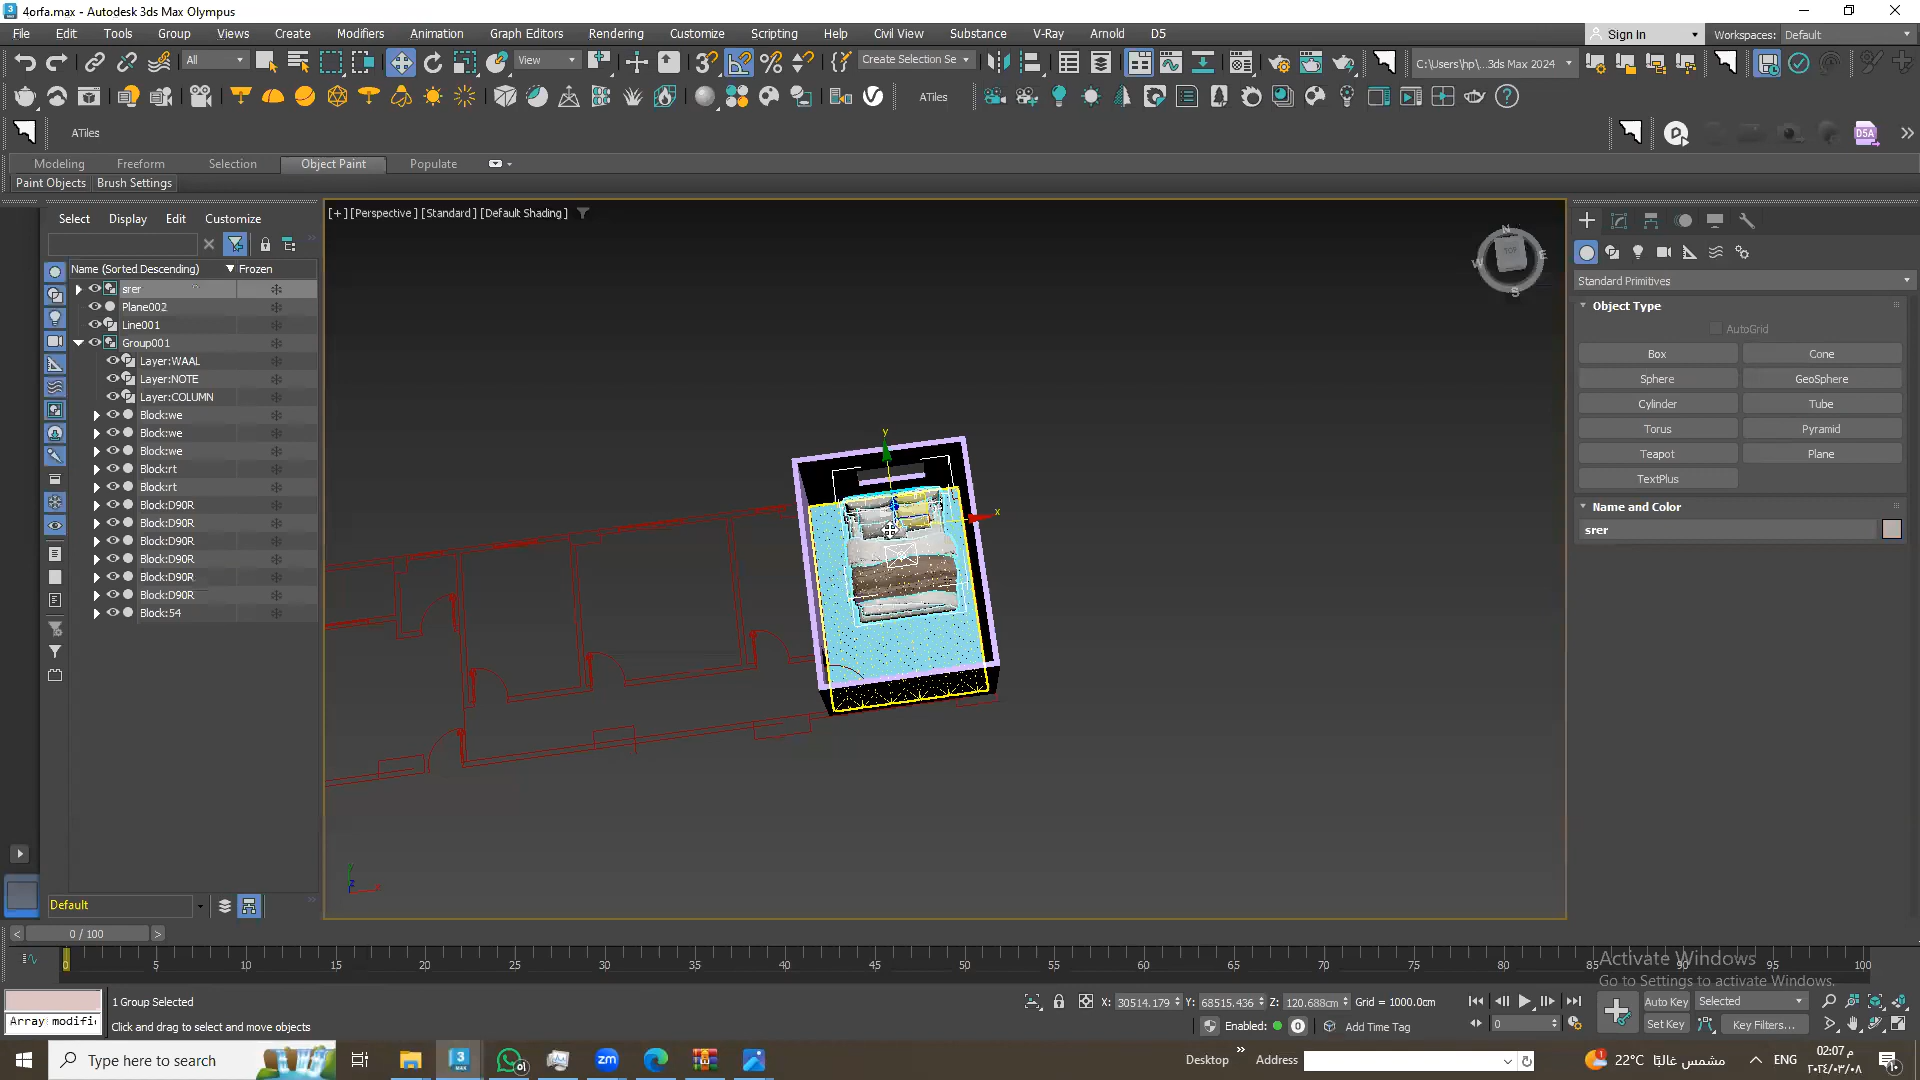 4orfa.max - Autodesk 3ds Max Olympus
File Edit Tools Group Views Create Modifiers Animation Graph Editors Rendering Customize Scripting Help Civil View Substance V-Ray Arnold D5
Sign In Workspaces: Default
All View Create Selection Se C:\Users\hp\...3ds Max 2024
ATiles
ATiles D5A
Modeling Freeform Selection Object Paint Populate
Paint Objects Brush Settings
Select Display Edit Customize
[+] [Perspective] [Standard] [Default Shading]
Name (Sorted Descending) Frozen
srer
Plane002
Line001
Group001
Layer:WAAL
Layer:NOTE
Layer:COLUMN
Block:we
Block:we
Block:we
Block:rt
Block:rt
Block:D90R
Block:D90R
Block:D90R
Block:D90R
Block:D90R
Block:D90R
Block:54
N
W TOP E
S
y
x
Standard Primitives
Object Type
AutoGrid
Box Cone
Sphere GeoSphere
Cylinder Tube
Torus Pyramid
Teapot Plane
TextPlus
Name and Color
srer
Default
0 / 100
0 5 10 15 20 25 30 35 40 45 50 55 60 65 70 75 80 85 90 95 100
Activate Windows
Go to Settings to activate Windows.
1 Group Selected
X: 30514.179 Y: 68515.436 Z: 120.688cm Grid = 1000.0cm
Auto Key Selected
Array modifi
Click and drag to select and move objects
Enabled: 0 Add Time Tag
0 Set Key Key Filters...
Type here to search
Desktop Address
22°C مشمس غالبًا ENG
02:07 م
٢٠٢٤/٠٣/٠٨